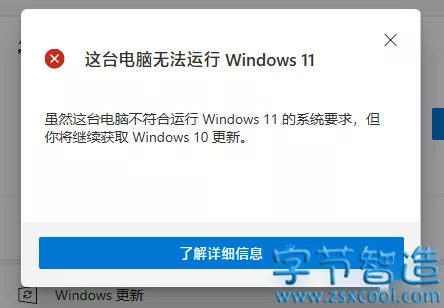 这台电脑无法运行 Windows 11
虽然这台电脑不符合运行 Windows 11 的系统要求，但
你将继续获取 Windows 10 更新。
了解详细信息
字节智造
Windows 更新
www.zsxcool.com